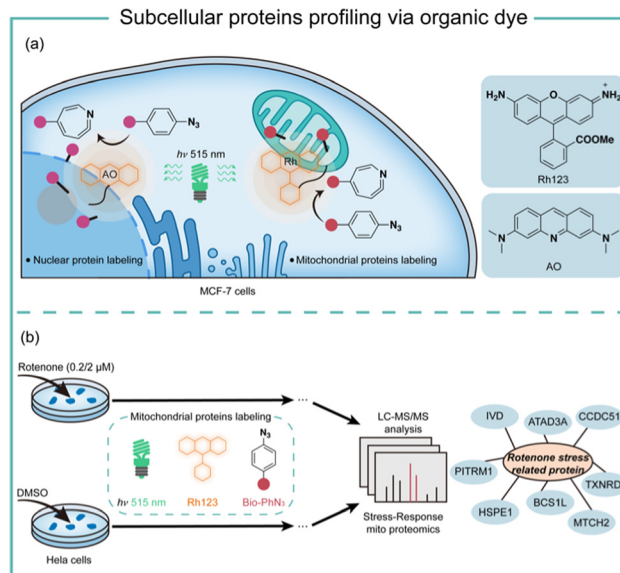 Subcellular proteins profiling via organic dye
(a)
N
N₃
AO
hv 515 nm
Rh
N
N₃
• Nuclear protein labeling
• Mitochondrial proteins labeling
MCF-7 cells
H₂N
O
+
NH₂
COOMe
Rh123
N
N
N
AO
(b)
Rotenone (0.2/2 μM)
...
Mitochondrial proteins labeling
N₃
hv 515 nm
Rh123
Bio-PhN₃
DMSO
...
Hela cells
LC-MS/MS
analysis
Stress-Response
mito proteomics
IVD
ATAD3A
CCDC51
Rotenone stress
related protein
PITRM1
TXNRD
HSPE1
BCS1L
MTCH2